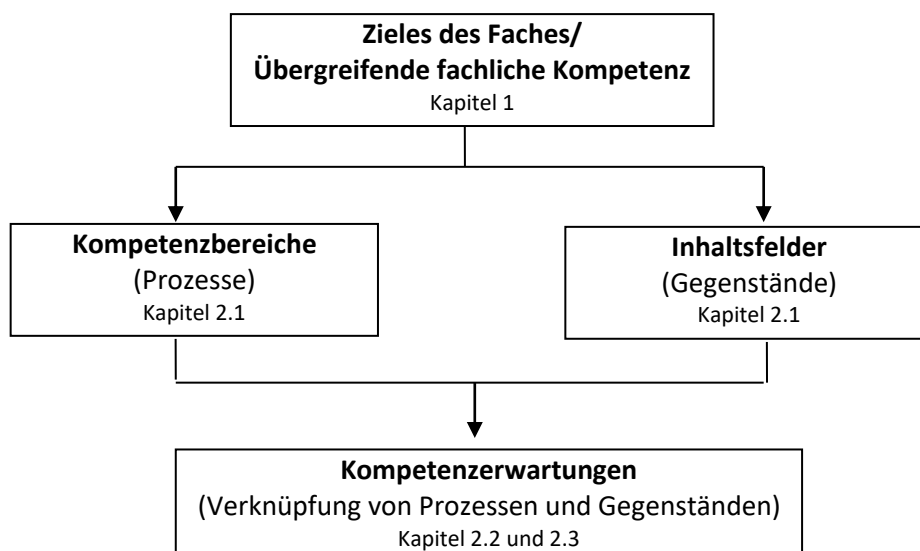 Zieles des Faches/
Übergreifende fachliche Kompetenz
Kapitel 1
Kompetenzbereiche
(Prozesse)
Kapitel 2.1
Inhaltsfelder
(Gegenstände)
Kapitel 2.1
Kompetenzerwartungen
(Verknüpfung von Prozessen und Gegenständen)
Kapitel 2.2 und 2.3